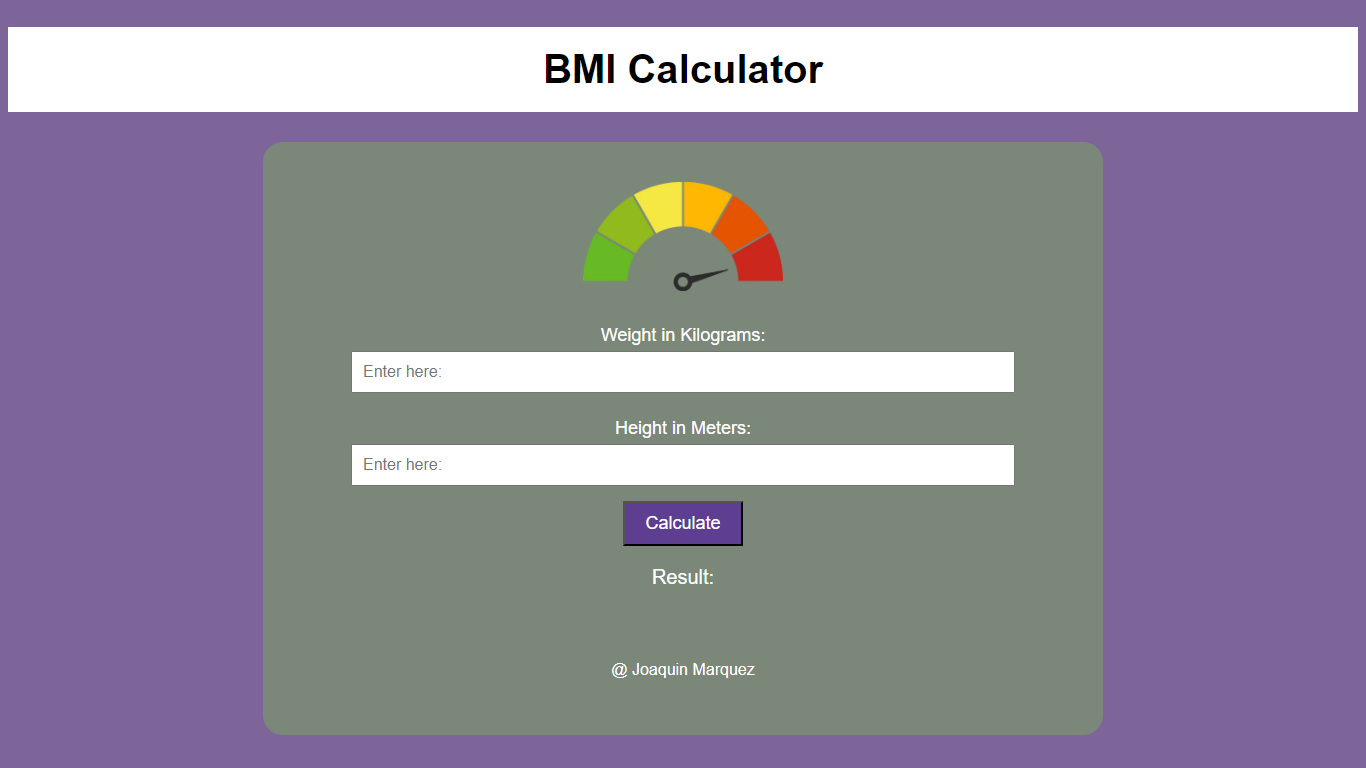 BMI Calculator
Weight in Kilograms:
Enter here:
Height in Meters:
Enter here:
Calculate
Result:
@ Joaquin Marquez